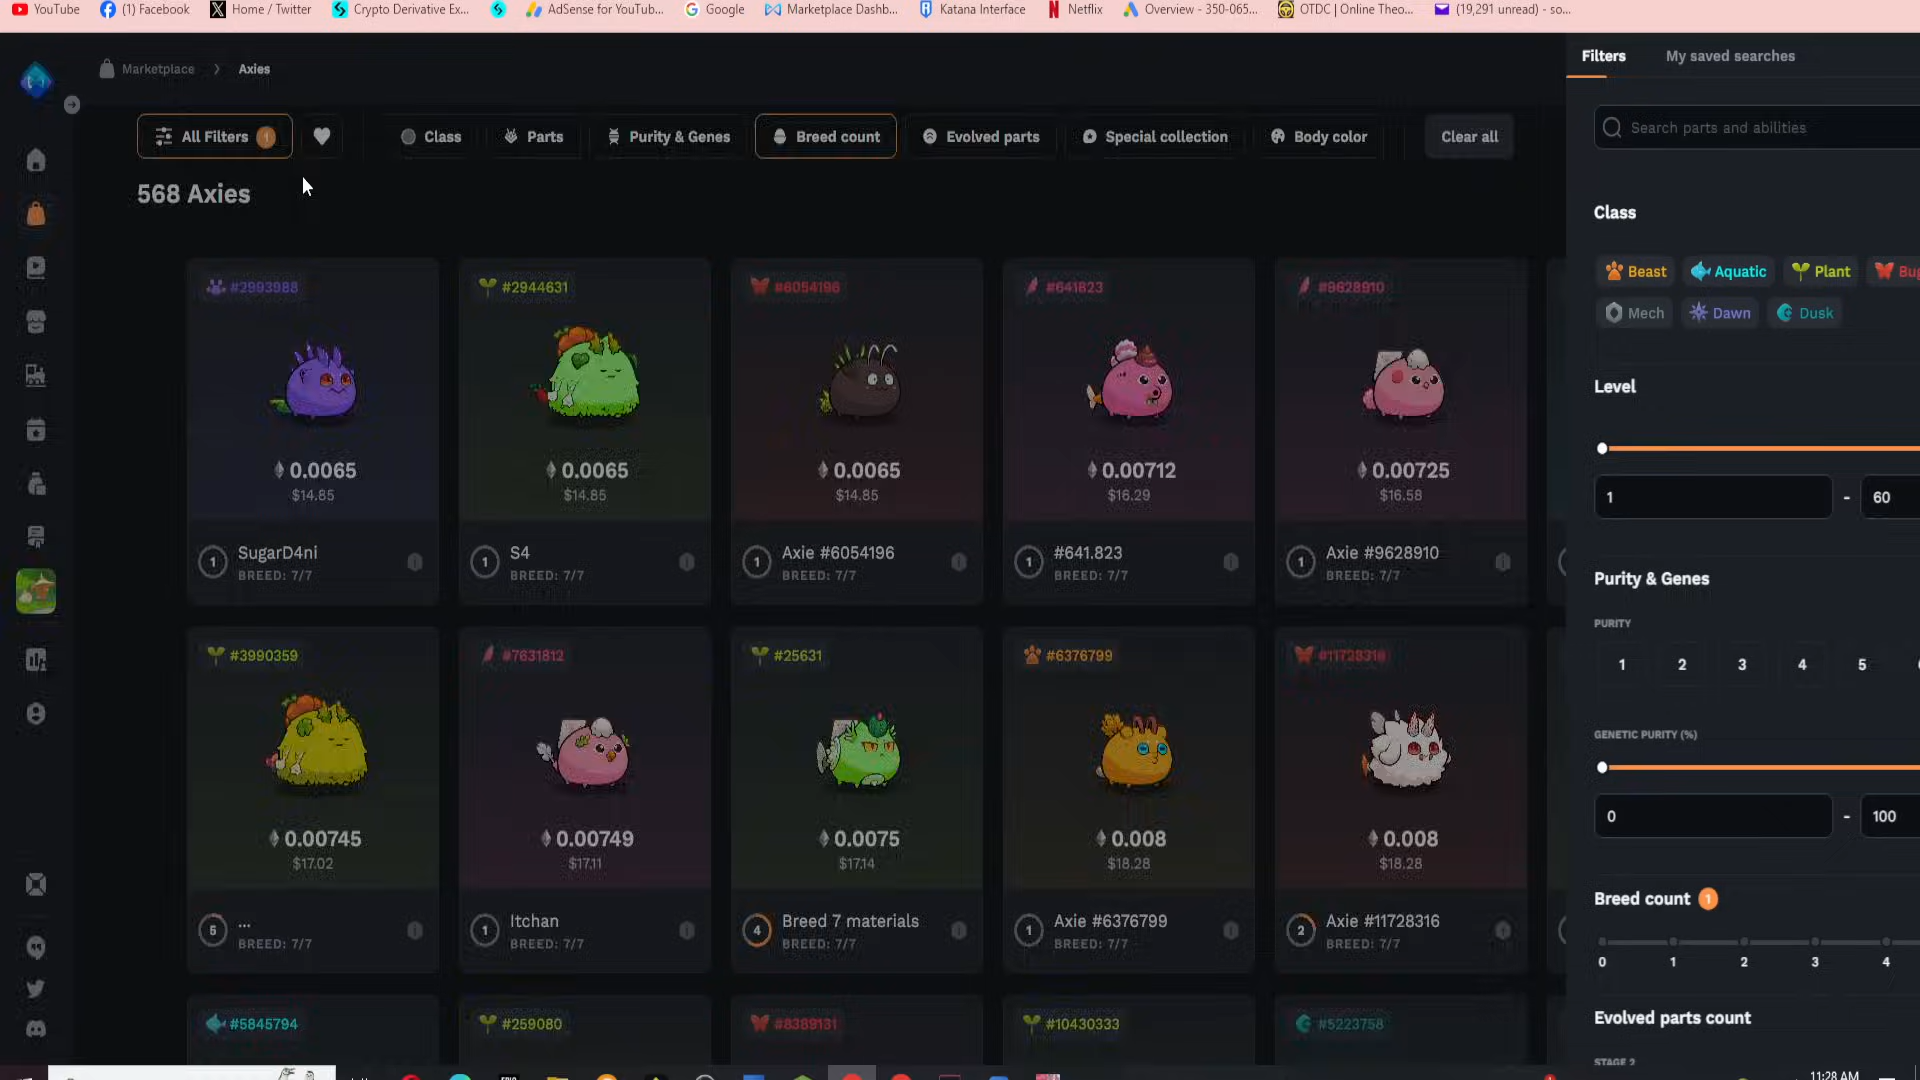 YouTube (1) Facebook Home / Twitter Crypto Derivative Ex... AdSense for YouTub... Google Marketplace Dashb... Katana Interface Netflix Overview - 350-065... OTDC | Online Theo... (19,291 unread) - so...
Marketplace > Axies
Filters My saved searches
All Filters 1 Class Parts Purity & Genes Breed count Evolved parts Special collection Body color Clear all
Search parts and abilities
568 Axies
Class
Beast Aquatic Plant Bug
Mech Dawn Dusk
Level
1 - 60
Purity & Genes
PURITY
1 2 3 4 5
GENETIC PURITY (%)
0 - 100
Breed count 1
0 1 2 3 4
Evolved parts count
STAGE 2
#2993988 #2944631 #6054196 #641823 #9628910
0.0065 0.0065 0.0065 0.00712 0.00725
$14.85 $14.85 $14.85 $16.29 $16.58
1 SugarD4ni 1 S4 1 Axie #6054196 1 #641.823 1 Axie #9628910
BREED: 7/7 BREED: 7/7 BREED: 7/7 BREED: 7/7 BREED: 7/7
#3990359 #7631812 #25631 #6376799 #11728316
0.00745 0.00749 0.0075 0.008 0.008
$17.02 $17.11 $17.14 $18.28 $18.28
5 ... 1 Itchan 4 Breed 7 materials 1 Axie #6376799 2 Axie #11728316
BREED: 7/7 BREED: 7/7 BREED: 7/7 BREED: 7/7 BREED: 7/7
#5845794 #259080 #8389131 #10430333 #5223758
11:28 AM